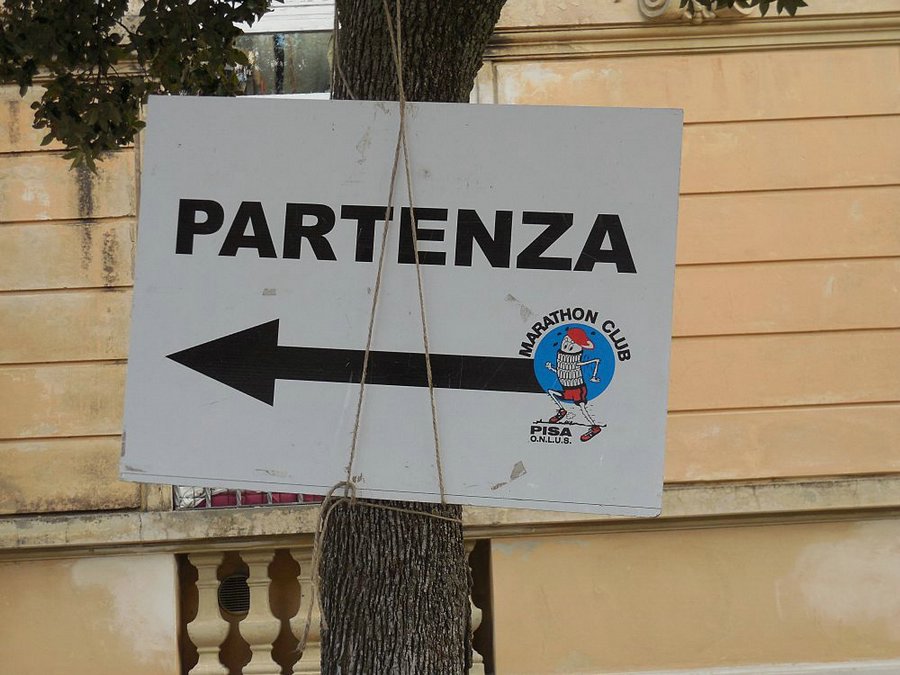 PARTENZA
MARATHON CLUB
PISA
O.N.L.U.S.